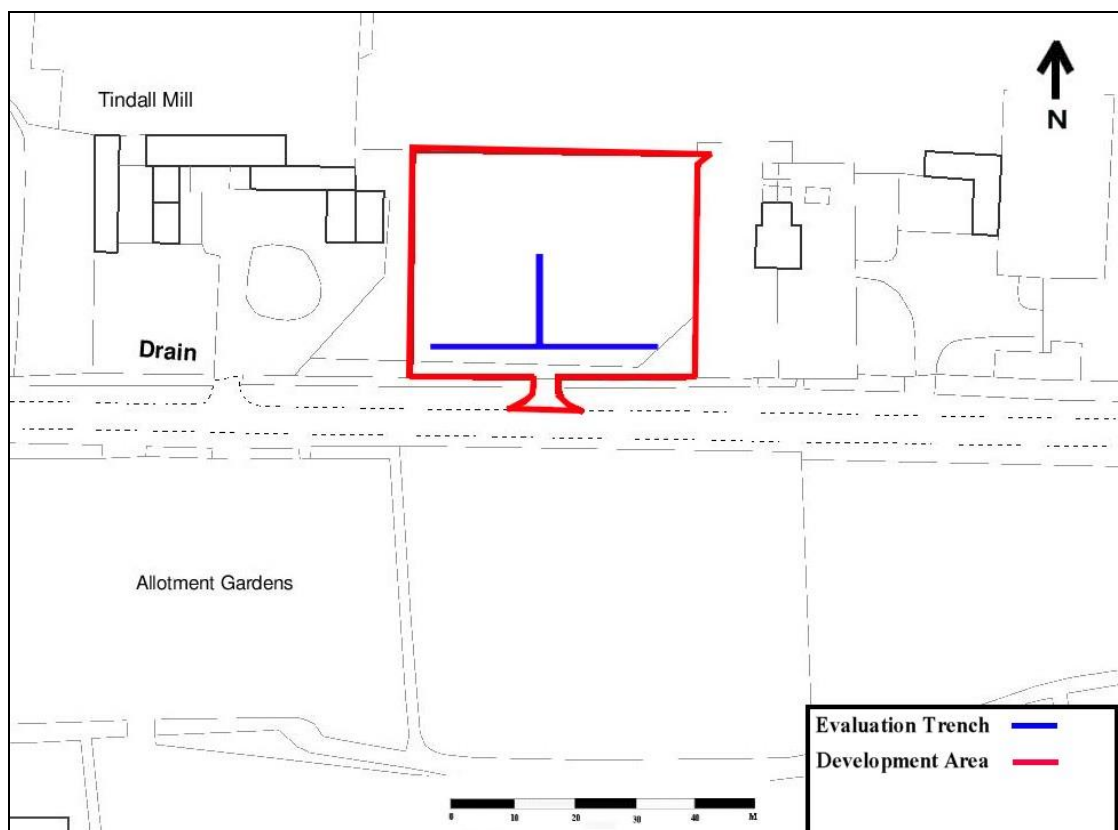 Tindall Mill
N
Drain
Allotment Gardens
Evaluation Trench
Development Area
0 10 20 30 40 M